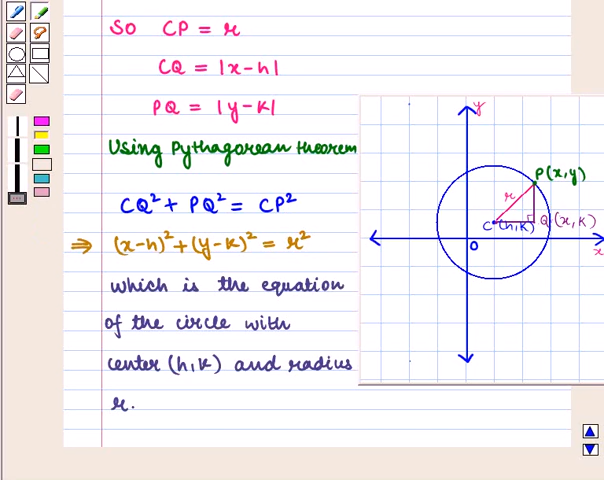 So CP = r
CQ = |x-h|
PQ = |y-k|
Using Pythagorean theorem
CQ² + PQ² = CP²
⇒ (x-h)² + (y-k)² = r²
which is the equation
of the circle with
center (h,k) and radius
r.
y
P(x,y)
r
C (h,k)
Q (x,k)
O
x